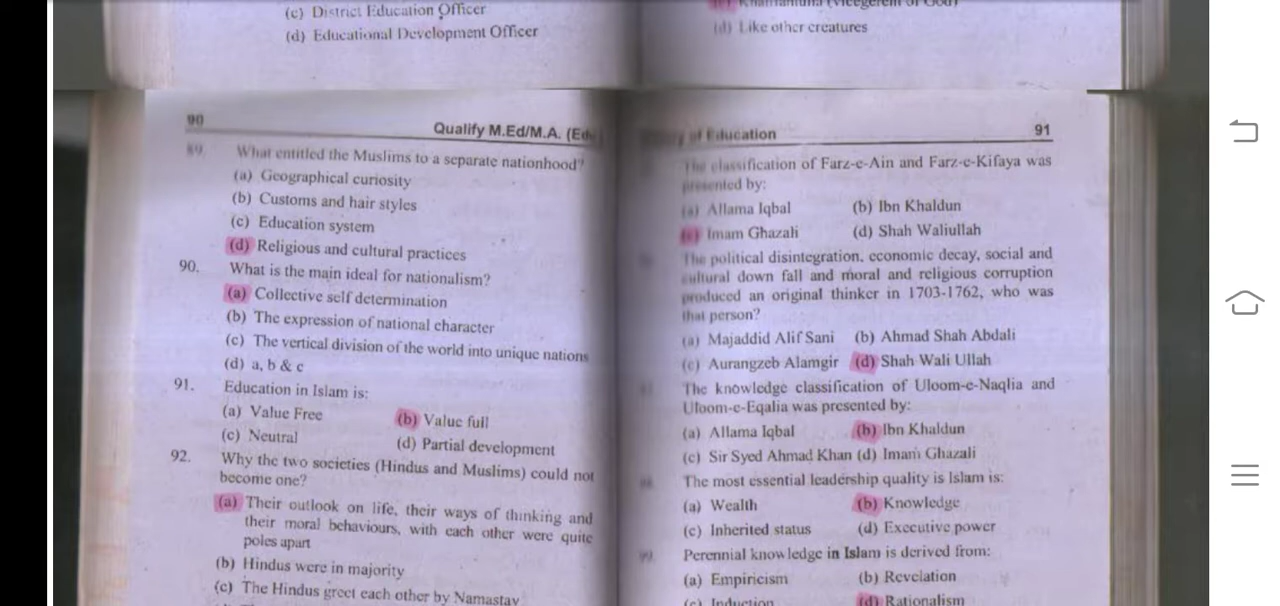 (c) District Education Officer
(d) Educational Development Officer
(d) Like other creatures
90
Qualify M.Ed/M.A. (Edu
89. What entitled the Muslims to a separate nationhood?
(a) Geographical curiosity
(b) Customs and hair styles
(c) Education system
(d) Religious and cultural practices
90. What is the main ideal for nationalism?
(a) Collective self determination
(b) The expression of national character
(c) The vertical division of the world into unique nations
(d) a, b & c
91. Education in Islam is:
(a) Value Free (b) Value full
(c) Neutral (d) Partial development
92. Why the two societies (Hindus and Muslims) could not
become one?
(a) Their outlook on life, their ways of thinking and
their moral behaviours, with each other were quite
poles apart
(b) Hindus were in majority
(c) The Hindus greet each other by Namastay
of Education 91
The classification of Farz-e-Ain and Farz-e-Kifaya was
presented by:
(a) Allama Iqbal (b) Ibn Khaldun
(c) Imam Ghazali (d) Shah Waliullah
The political disintegration, economic decay, social and
cultural down fall and moral and religious corruption
produced an original thinker in 1703-1762, who was
that person?
(a) Majaddid Alif Sani (b) Ahmad Shah Abdali
(c) Aurangzeb Alamgir (d) Shah Wali Ullah
The knowledge classification of Uloom-e-Naqlia and
Uloom-e-Eqalia was presented by:
(a) Allama Iqbal (b) Ibn Khaldun
(c) Sir Syed Ahmad Khan (d) Imam Ghazali
The most essential leadership quality is Islam is:
(a) Wealth (b) Knowledge
(c) Inherited status (d) Executive power
99. Perennial knowledge in Islam is derived from:
(a) Empiricism (b) Revelation
(c) Induction (d) Rationalism